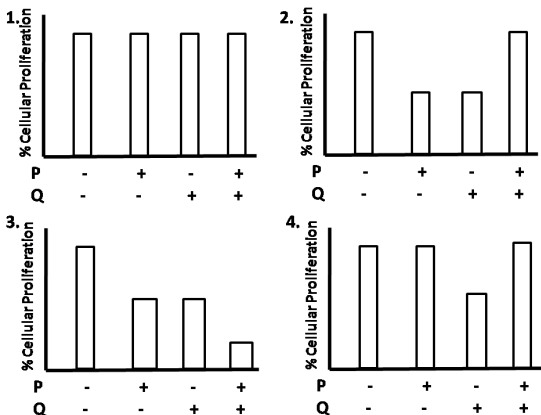 1.
% Cellular Proliferation
P - + - +
Q - - + +
2.
% Cellular Proliferation
P - + - +
Q - - + +
3.
% Cellular Proliferation
P - + - +
Q - - + +
4.
% Cellular Proliferation
P - + - +
Q - - + +